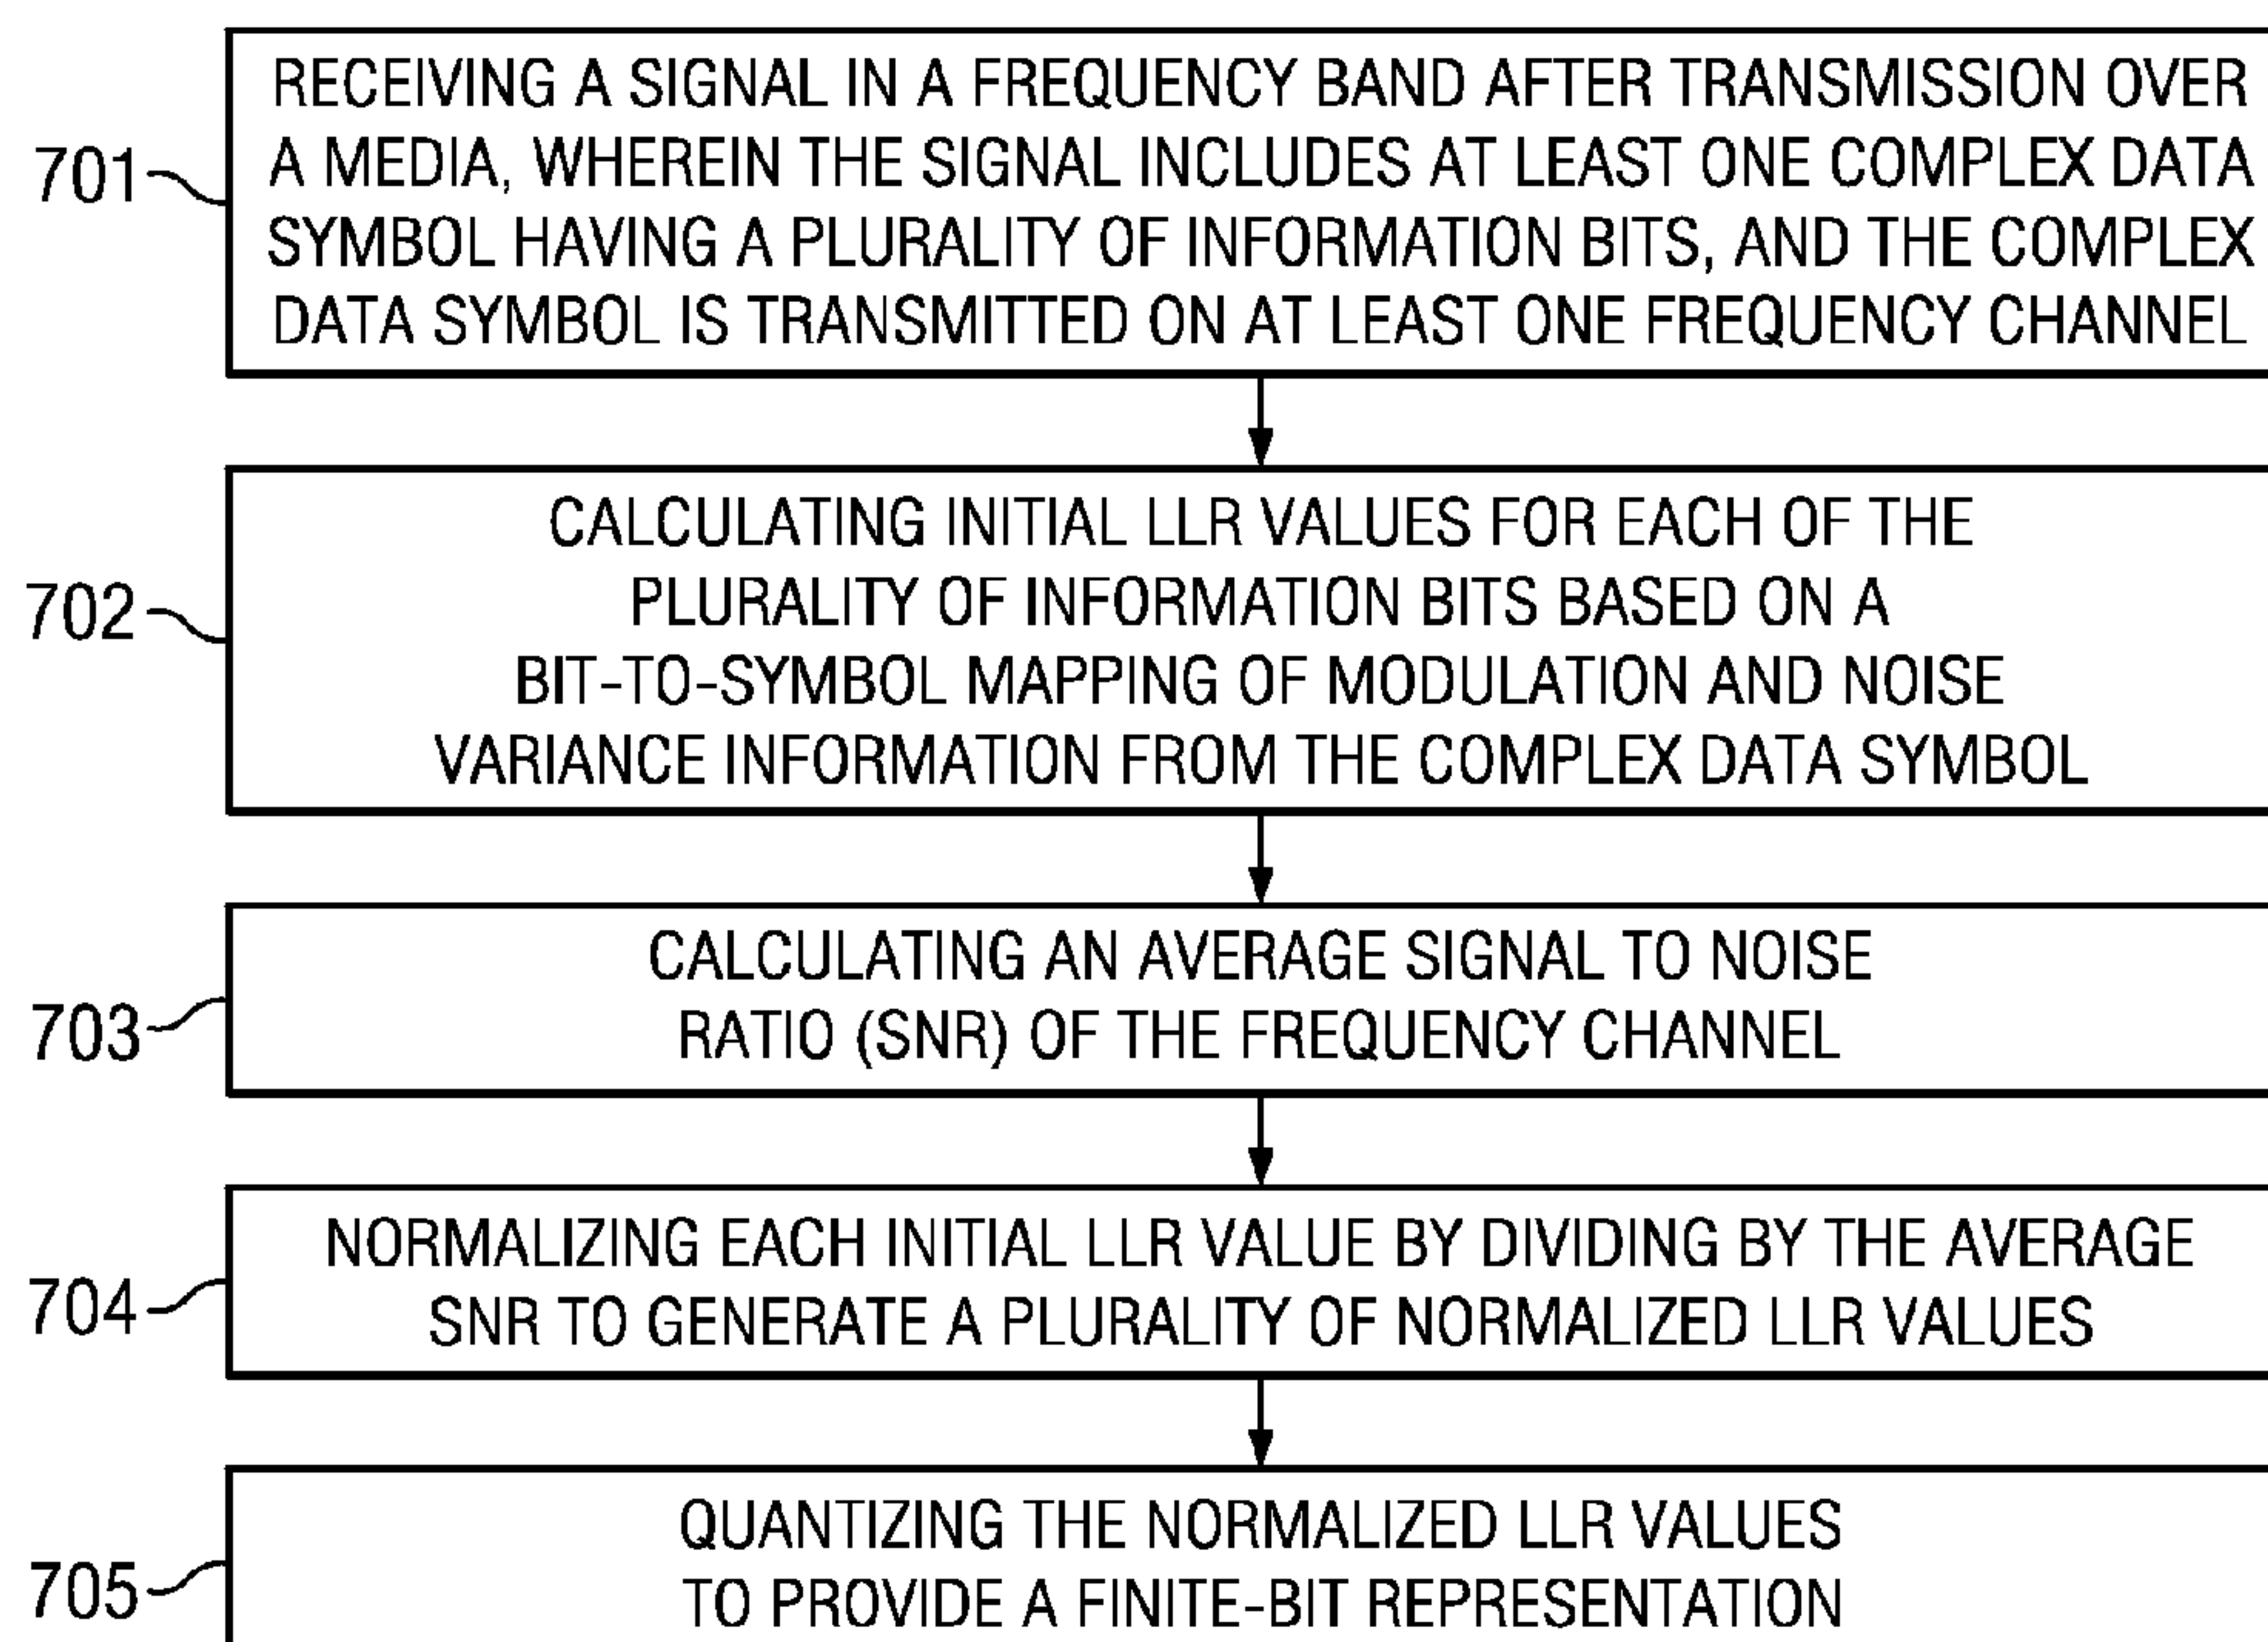 701
RECEIVING A SIGNAL IN A FREQUENCY BAND AFTER TRANSMISSION OVER
A MEDIA, WHEREIN THE SIGNAL INCLUDES AT LEAST ONE COMPLEX DATA
SYMBOL HAVING A PLURALITY OF INFORMATION BITS, AND THE COMPLEX
DATA SYMBOL IS TRANSMITTED ON AT LEAST ONE FREQUENCY CHANNEL
702
CALCULATING INITIAL LLR VALUES FOR EACH OF THE
PLURALITY OF INFORMATION BITS BASED ON A
BIT-TO-SYMBOL MAPPING OF MODULATION AND NOISE
VARIANCE INFORMATION FROM THE COMPLEX DATA SYMBOL
703
CALCULATING AN AVERAGE SIGNAL TO NOISE
RATIO (SNR) OF THE FREQUENCY CHANNEL
704
NORMALIZING EACH INITIAL LLR VALUE BY DIVIDING BY THE AVERAGE
SNR TO GENERATE A PLURALITY OF NORMALIZED LLR VALUES
705
QUANTIZING THE NORMALIZED LLR VALUES
TO PROVIDE A FINITE-BIT REPRESENTATION